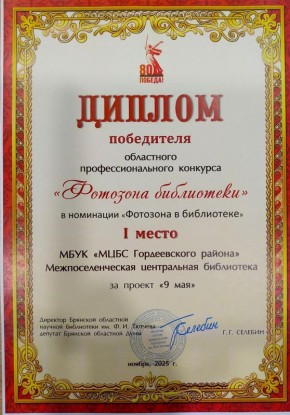 80
ПОБЕДА!
ДИПЛОМ
победителя
областного
профессионального конкурса
«Фотозона библиотеки»
в номинации «Фотозона в библиотеке»
I место
МБУК «МЦБС Гордеевского района»
Межпоселенческая центральная библиотека
за проект «9 мая»
Директор Брянской областной
научной библиотеки им. Ф. И. Тютчева
депутат Брянской областной Думы
Г. Г. СЕЛЕБИН
ноябрь, 2025 г.